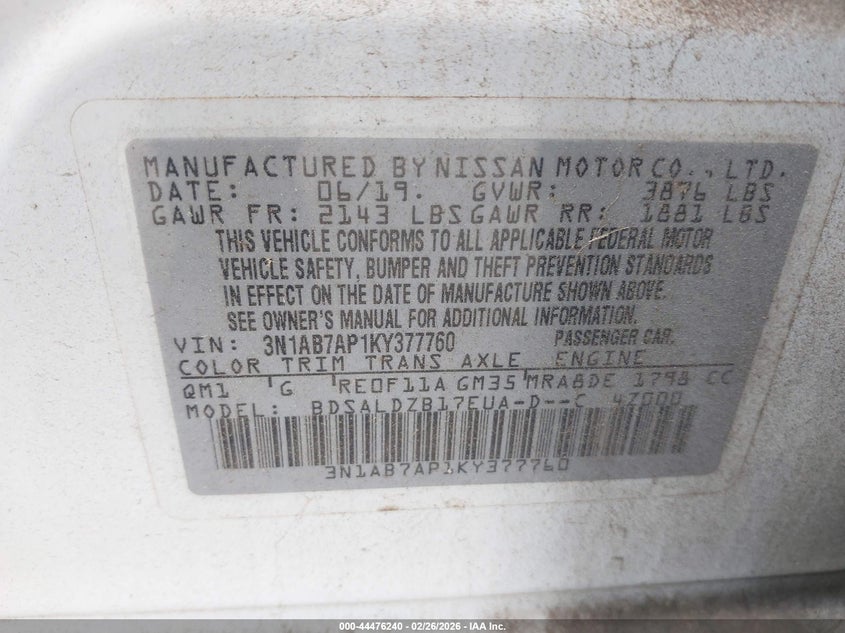 MANUFACTURED BY NISSAN MOTOR CO., LTD.
DATE: 06/19. GVWR: 3876 LBS
GAWR FR: 2143 LBS GAWR RR: 1881 LBS
THIS VEHICLE CONFORMS TO ALL APPLICABLE FEDERAL MOTOR
VEHICLE SAFETY, BUMPER AND THEFT PREVENTION STANDARDS
IN EFFECT ON THE DATE OF MANUFACTURE SHOWN ABOVE.
SEE OWNER'S MANUAL FOR ADDITIONAL INFORMATION.
VIN: 3N1AB7AP1KY377760 PASSENGER CAR.
COLOR TRIM TRANS AXLE ENGINE
QM1 G RE0F11A GM35 MRA8DE 1798 CC
MODEL: BDSALDZB17EUA-D--C 4Z000
3N1AB7AP1KY377760
000-44476240 - 02/26/2026 - IAA Inc.